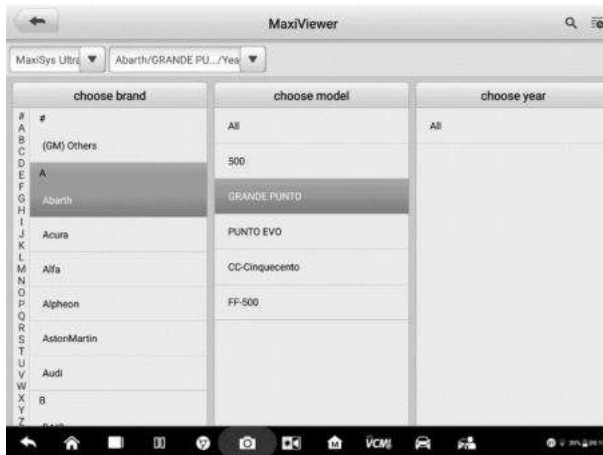 MaxiViewer
MaxiSys Ultra
Abarth/GRANDE PU.../Yea
choose brand
#
A
B
C
D
E
F
G
H
I
J
K
L
M
N
O
P
Q
R
S
T
U
V
W
X
Y
Z
#
(GM) Others
A
Abarth
Acura
Alfa
Alpheon
AstonMartin
Audi
B
choose model
All
500
GRANDE PUNTO
PUNTO EVO
CC-Cinquecento
FF-500
choose year
All
M
VCMI